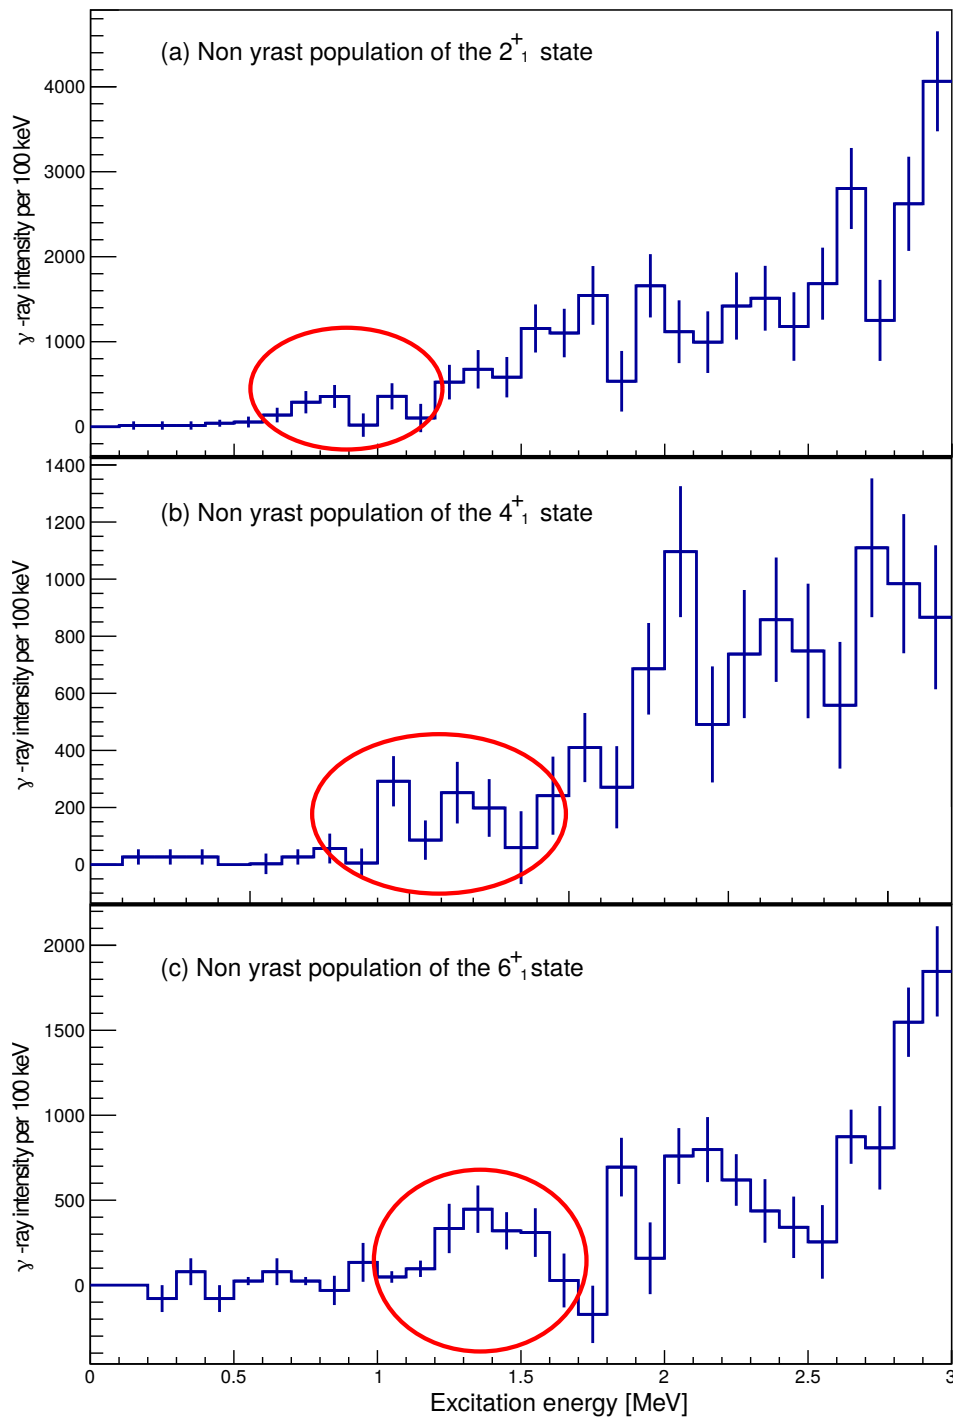 (a) Non yrast population of the 2⁺₁ state
γ -ray intensity per 100 keV
4000
3000
2000
1000
0
(b) Non yrast population of the 4⁺₁ state
γ -ray intensity per 100 keV
1400
1200
1000
800
600
400
200
0
(c) Non yrast population of the 6⁺₁ state
γ -ray intensity per 100 keV
2000
1500
1000
500
0
0 0.5 1 1.5 2 2.5 3
Excitation energy [MeV]